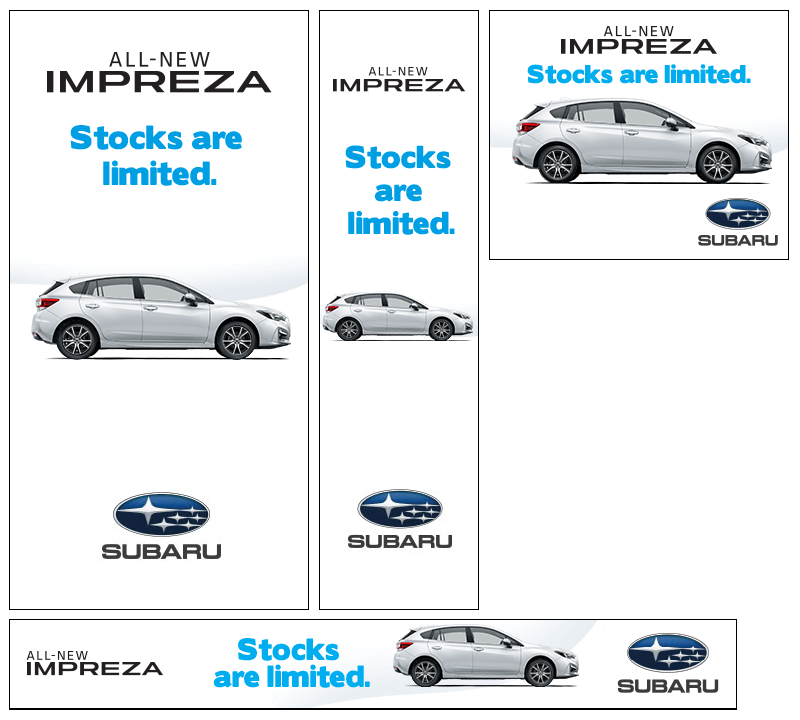 ALL-NEW
IMPREZA
Stocks are
limited.
SUBARU
ALL-NEW
IMPREZA
Stocks
are
limited.
SUBARU
ALL-NEW
IMPREZA
Stocks are limited.
SUBARU
ALL-NEW
IMPREZA
Stocks
are limited.
SUBARU